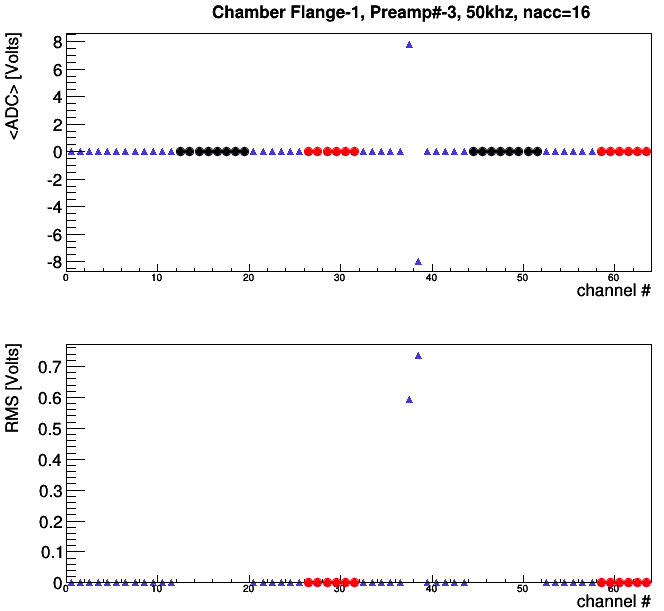 Chamber Flange-1, Preamp#-3, 50khz, nacc=16
<ADC> [Volts]
8
6
4
2
0
-2
-4
-6
-8
0 10 20 30 40 50 60
channel #
RMS [Volts]
0.7
0.6
0.5
0.4
0.3
0.2
0.1
0
0 10 20 30 40 50 60
channel #